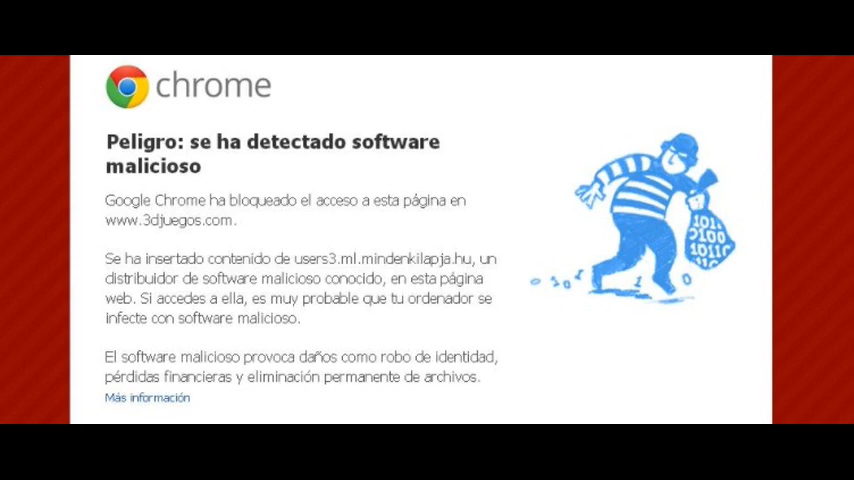 chrome
Peligro: se ha detectado software
malicioso
Google Chrome ha bloqueado el acceso a esta página en
www.3djuegos.com.
Se ha insertado contenido de users3.ml.mindenkilapja.hu, un
distribuidor de software malicioso conocido, en esta página
web. Si accedes a ella, es muy probable que tu ordenador se
infecte con software malicioso.
El software malicioso provoca daños como robo de identidad,
pérdidas financieras y eliminación permanente de archivos.
Más información